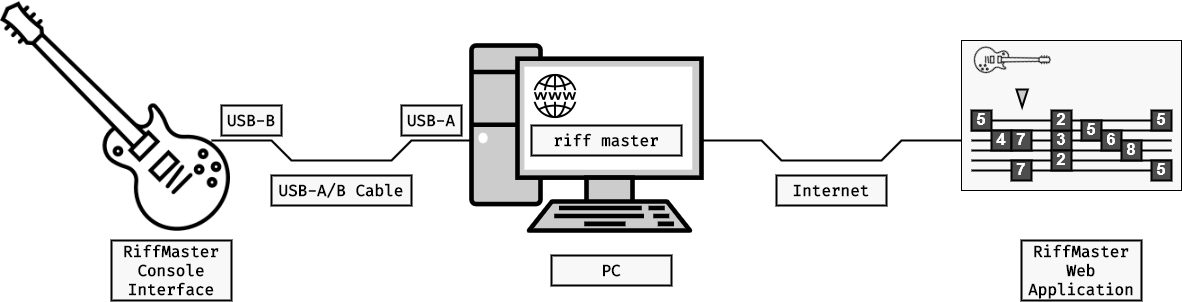 USB-B
USB-A
USB-A/B Cable
RiffMaster
Console
Interface
www
riff master
PC
Internet
5 2 5
5
4 7 3 6
8
2
7 5
RiffMaster
Web
Application